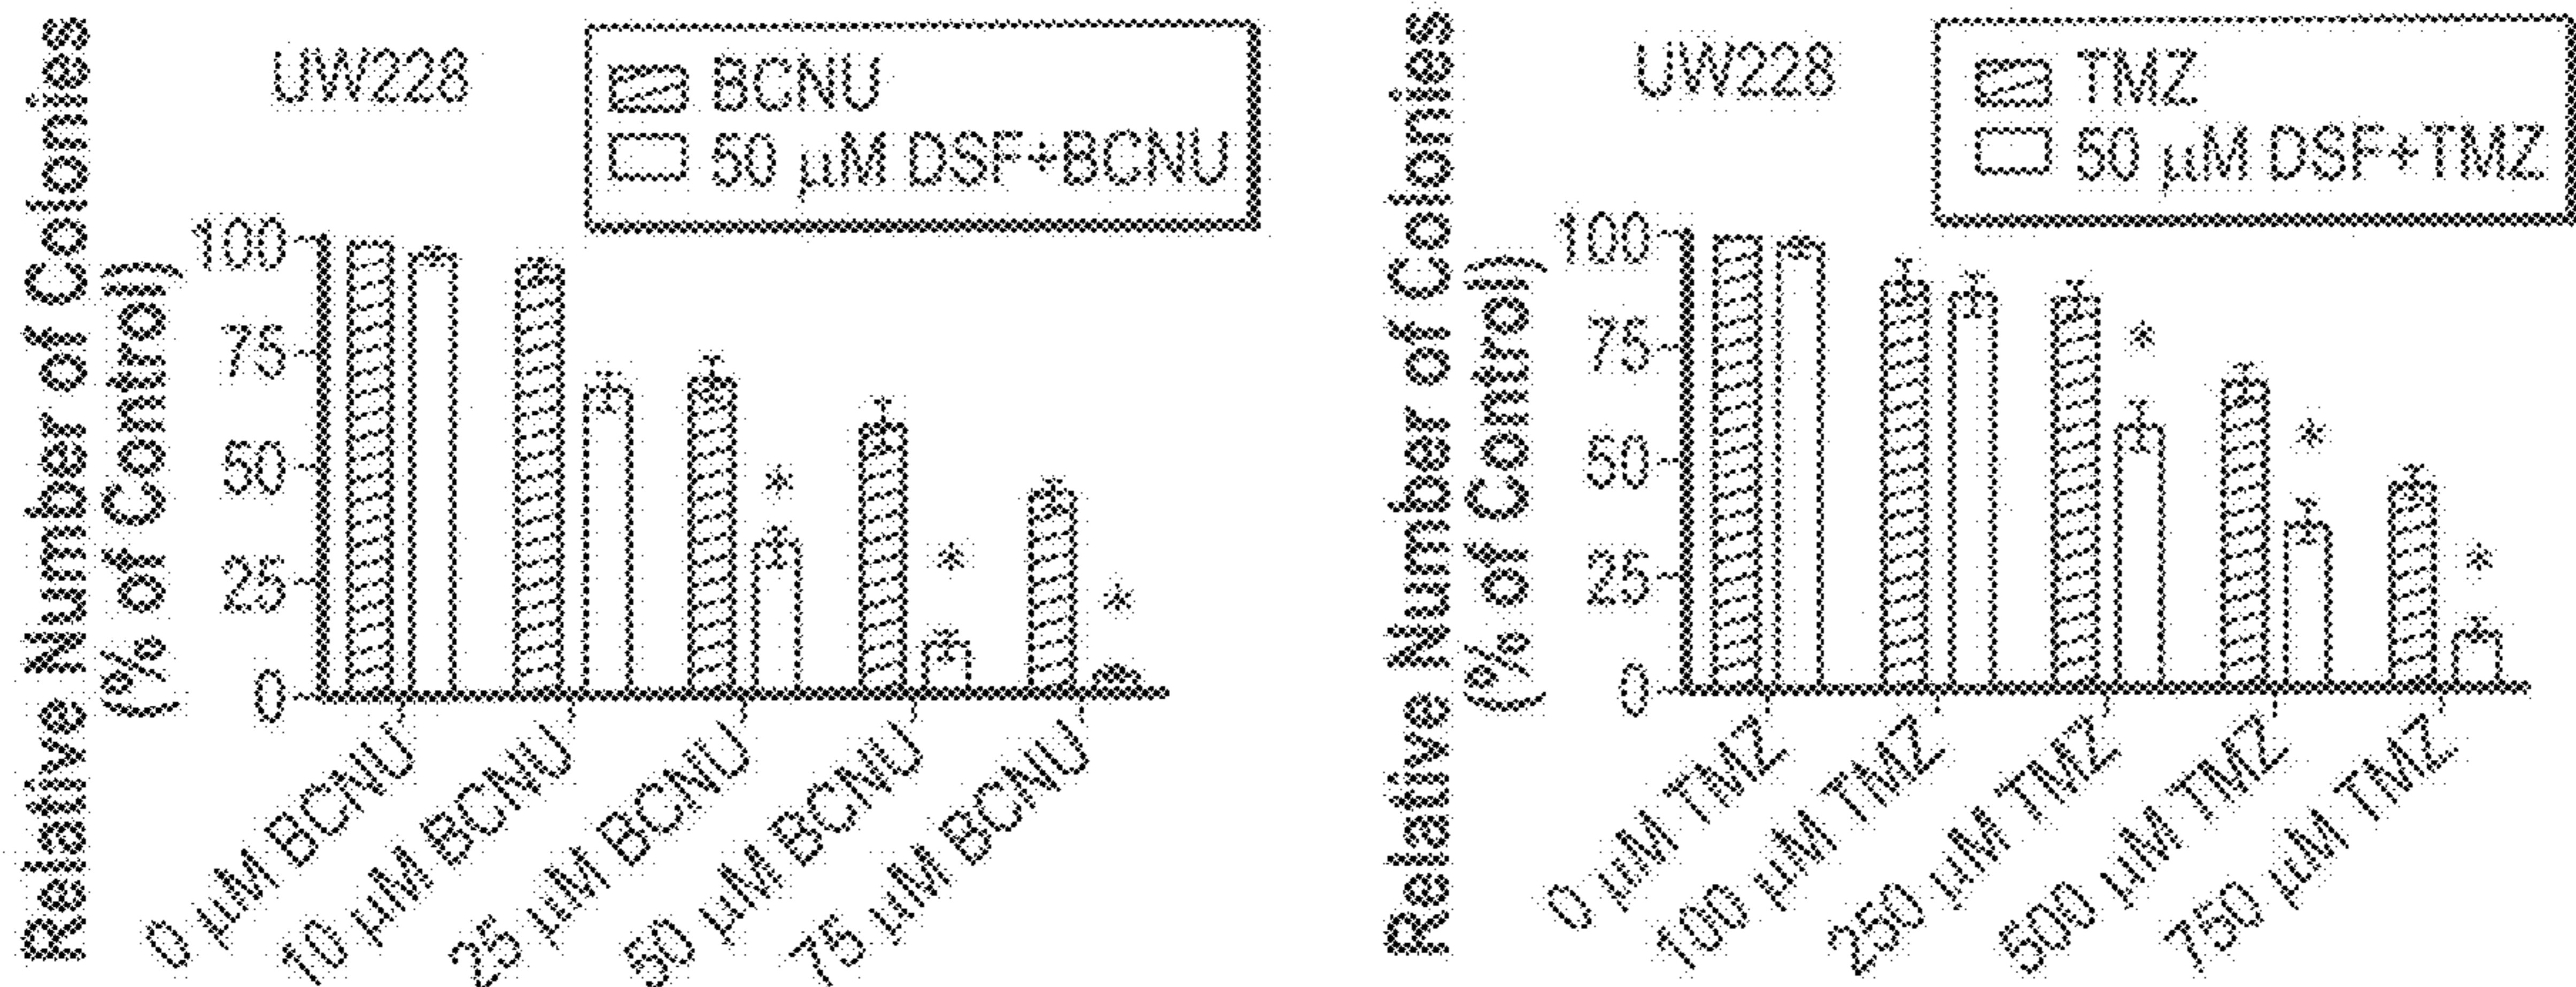 Relative Number of Colonies
(% of Control)
UW228
BCNU
50 μM DSF+BCNU
100
75
50
25
0
*
*
*
0 μM BCNU
10 μM BCNU
25 μM BCNU
50 μM BCNU
75 μM BCNU
Relative Number of Colonies
(% of Control)
UW228
TMZ
50 μM DSF+TMZ
100
75
50
25
0
*
*
*
0 μM TMZ
100 μM TMZ
250 μM TMZ
500 μM TMZ
750 μM TMZ